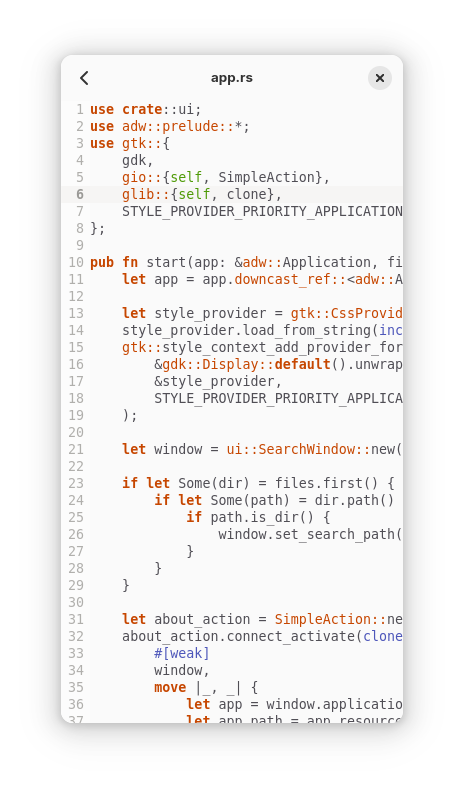 app.rs
1 use crate::ui;
2 use adw::prelude::*;
3 use gtk::{
4     gdk,
5     gio::{self, SimpleAction},
6     glib::{self, clone},
7     STYLE_PROVIDER_PRIORITY_APPLICATION
8 };
9
10 pub fn start(app: &adw::Application, fi
11     let app = app.downcast_ref::<adw::A
12
13     let style_provider = gtk::CssProvid
14     style_provider.load_from_string(inc
15     gtk::style_context_add_provider_for
16         &gdk::Display::default().unwrap
17         &style_provider,
18         STYLE_PROVIDER_PRIORITY_APPLICA
19     );
20
21     let window = ui::SearchWindow::new(
22
23     if let Some(dir) = files.first() {
24         if let Some(path) = dir.path()
25             if path.is_dir() {
26                 window.set_search_path(
27             }
28         }
29     }
30
31     let about_action = SimpleAction::ne
32     about_action.connect_activate(clone
33         #[weak]
34         window,
35         move |_, _| {
36             let app = window.applicatio
37             let app_path = app.resource